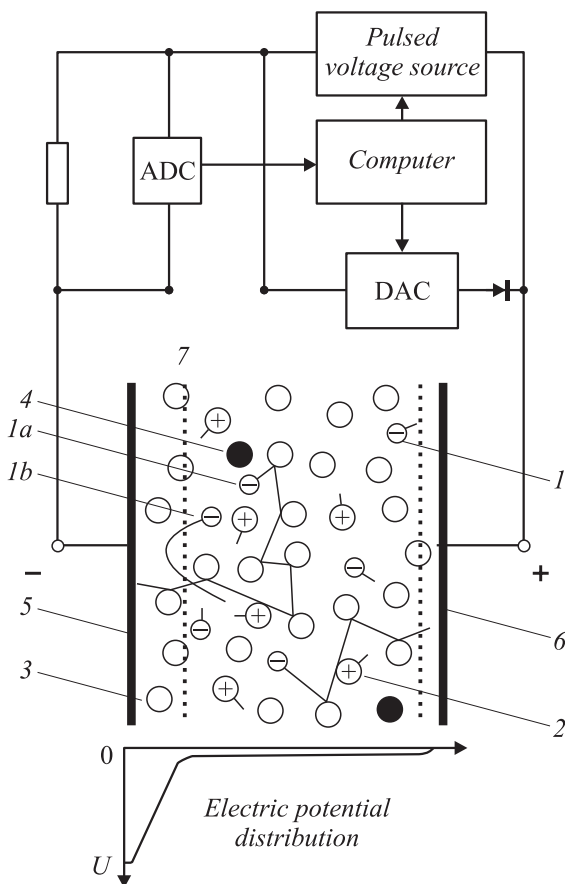 Pulsed
voltage source
ADC
Computer
DAC
7
4
1a
1b
1
−
+
5
6
3
2
0
Electric potential
distribution
U